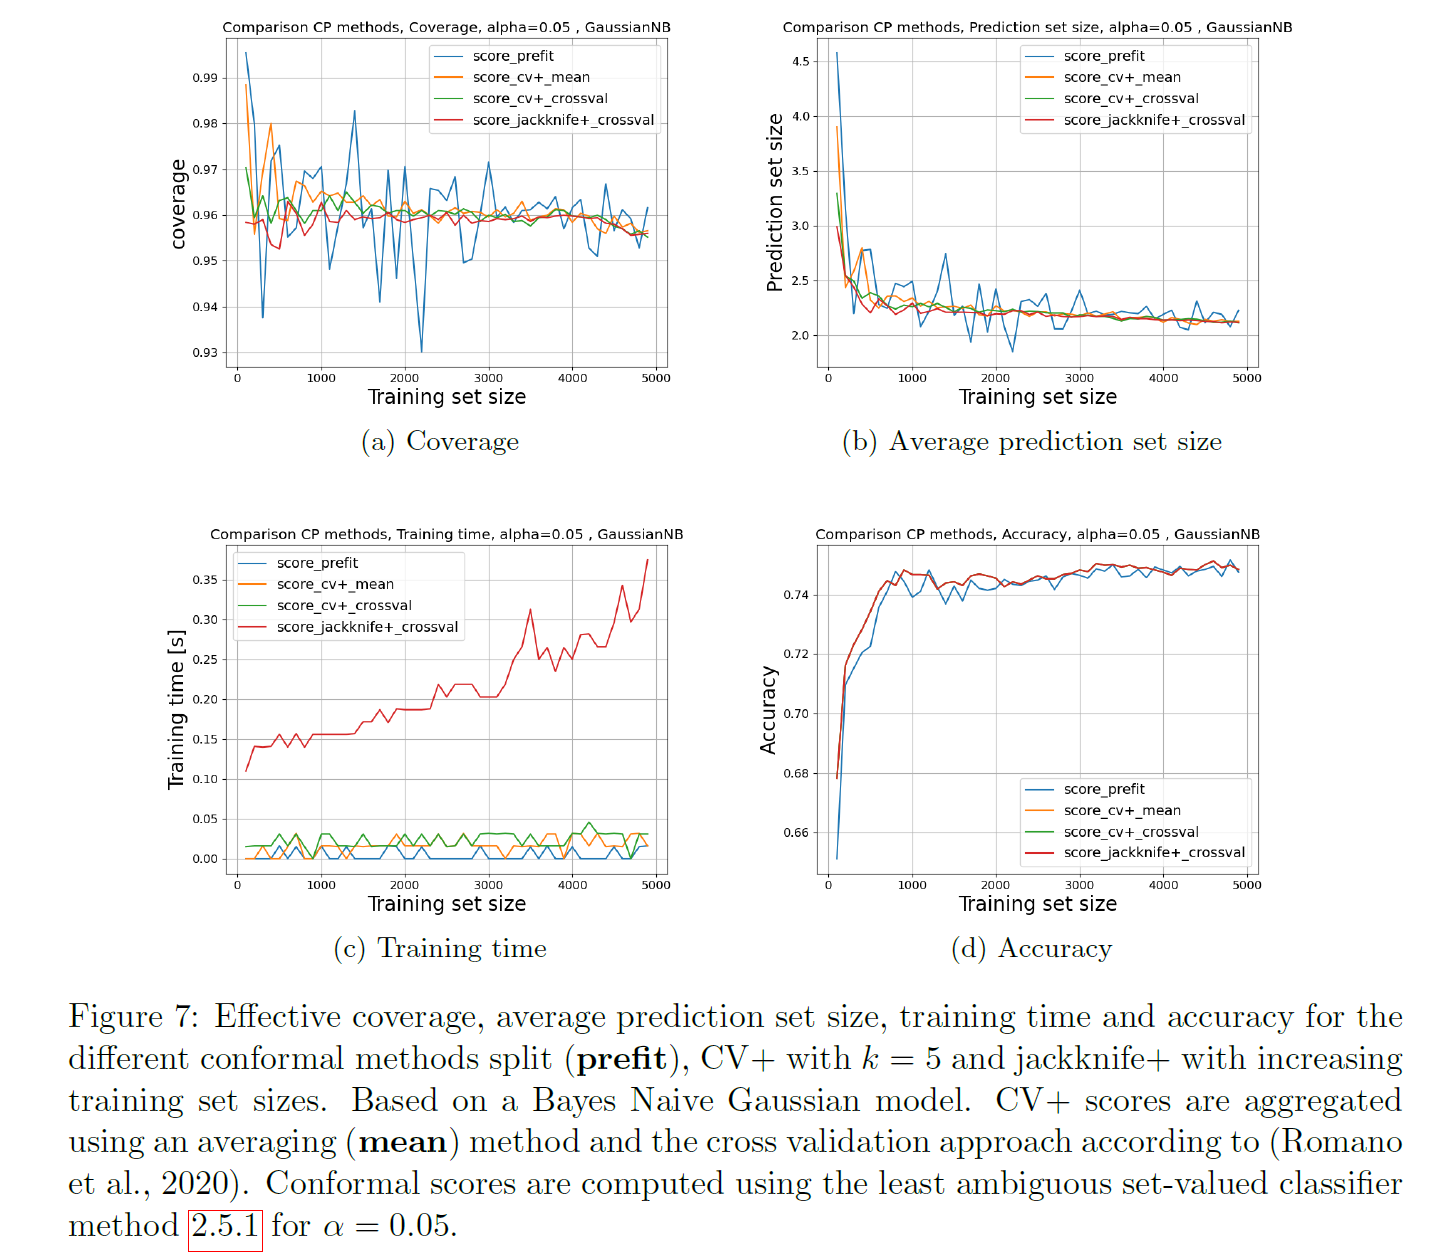 Comparison CP methods, Coverage, alpha=0.05 , GaussianNB
score_prefit
score_cv+_mean
score_cv+_crossval
score_jackknife+_crossval
0.99
0.98
0.97
0.96
0.95
0.94
0.93
coverage
0 1000 2000 3000 4000 5000
Training set size
(a) Coverage
Comparison CP methods, Prediction set size, alpha=0.05 , GaussianNB
score_prefit
score_cv+_mean
score_cv+_crossval
score_jackknife+_crossval
4.5
4.0
3.5
3.0
2.5
2.0
Prediction set size
0 1000 2000 3000 4000 5000
Training set size
(b) Average prediction set size
Comparison CP methods, Training time, alpha=0.05 , GaussianNB
score_prefit
score_cv+_mean
score_cv+_crossval
score_jackknife+_crossval
0.35
0.30
0.25
0.20
0.15
0.10
0.05
0.00
Training time [s]
0 1000 2000 3000 4000 5000
Training set size
(c) Training time
Comparison CP methods, Accuracy, alpha=0.05 , GaussianNB
0.74
0.72
0.70
0.68
0.66
Accuracy
score_prefit
score_cv+_mean
score_cv+_crossval
score_jackknife+_crossval
0 1000 2000 3000 4000 5000
Training set size
(d) Accuracy
Figure 7: Effective coverage, average prediction set size, training time and accuracy for the
different conformal methods split (prefit), CV+ with k = 5 and jackknife+ with increasing
training set sizes. Based on a Bayes Naive Gaussian model. CV+ scores are aggregated
using an averaging (mean) method and the cross validation approach according to (Romano
et al., 2020). Conformal scores are computed using the least ambiguous set-valued classifier
method 2.5.1 for α = 0.05.